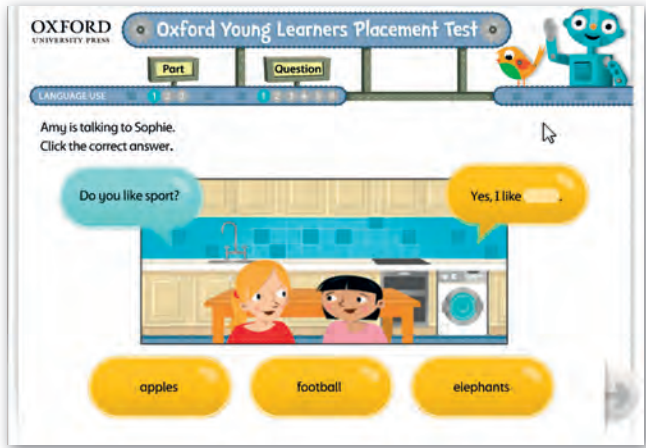 OXFORD
UNIVERSITY PRESS
Oxford Young Learners Placement Test
Part
Question
LANGUAGE USE
1 2 3
1 2 3 4 5 6
Amy is talking to Sophie.
Click the correct answer.
Do you like sport?
Yes, I like .
apples
football
elephants